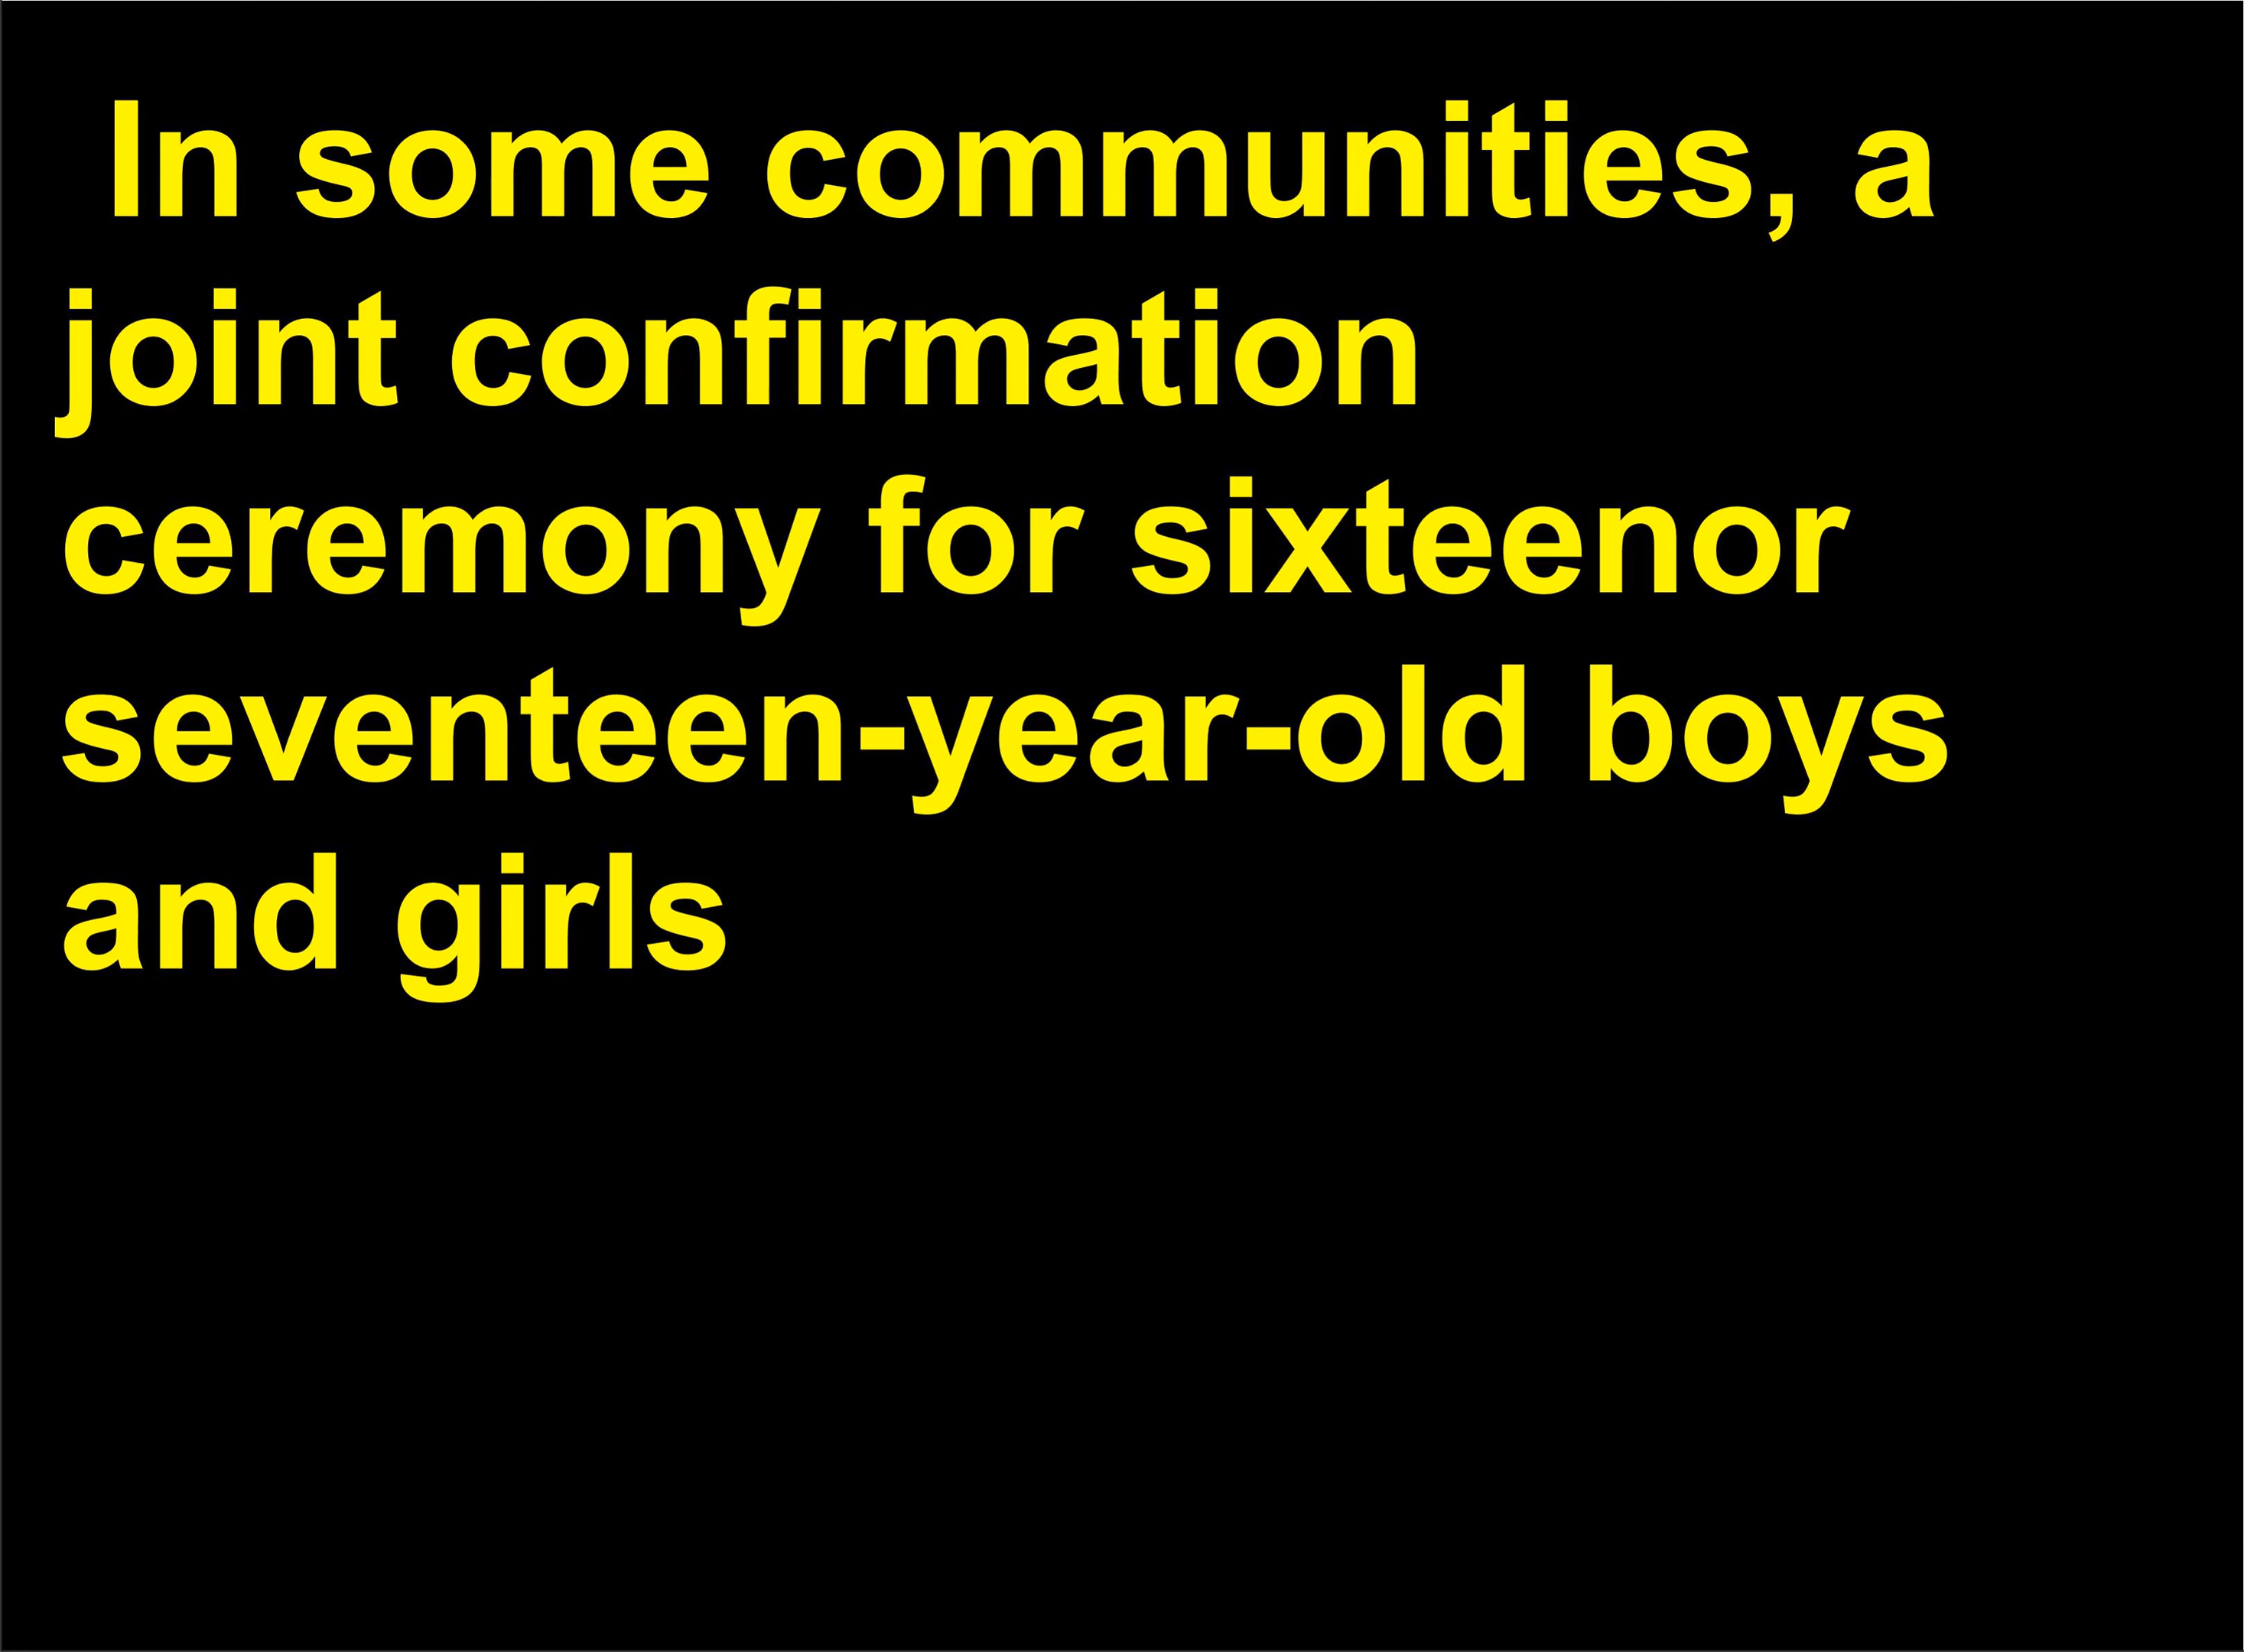 In some communities, a
joint confirmation
ceremony for sixteenor
seventeen-year-old boys
and girls